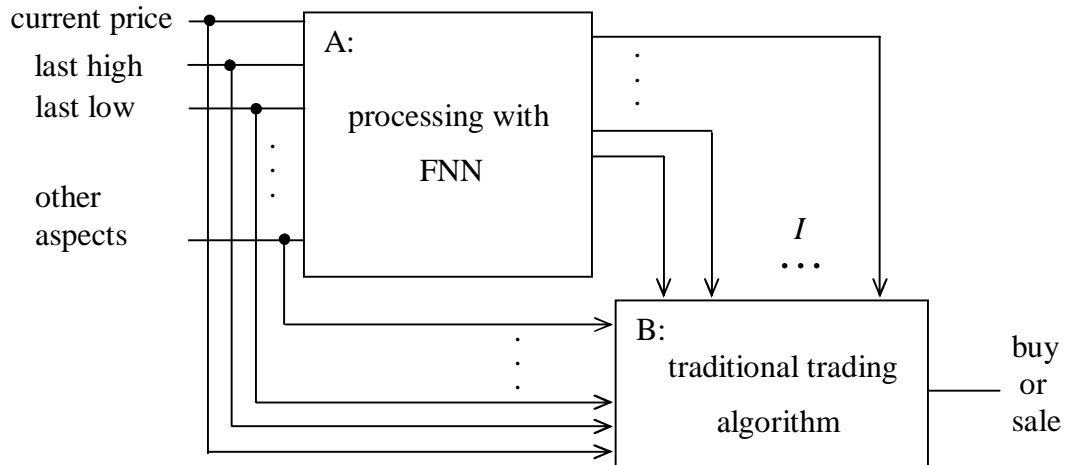 current price
last high
last low
other
aspects
A:
processing with
FNN
I
B:
traditional trading
algorithm
buy
or
sale